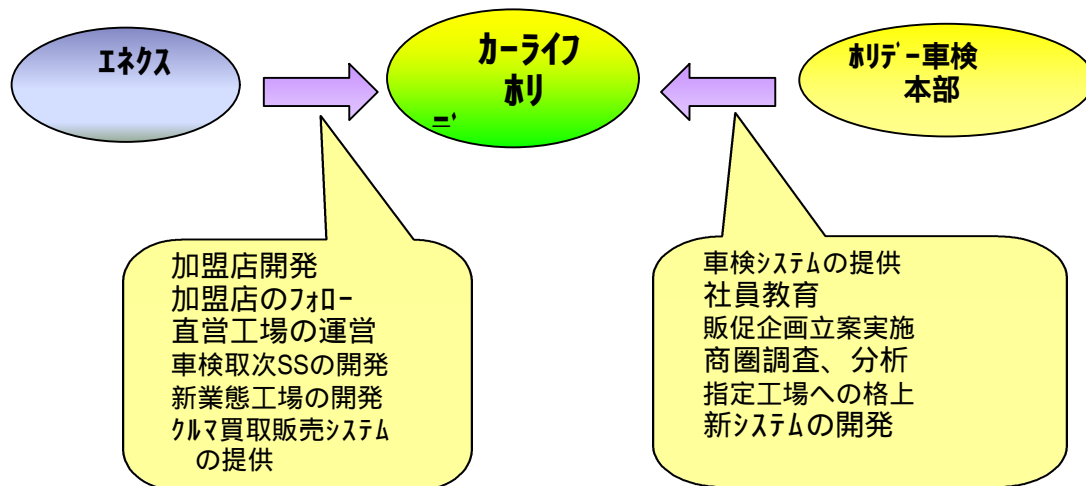 エネクス
カーライフ
ﾎﾘ
ﾃﾞｰ
ﾎﾘﾃﾞｰ車検
本部
加盟店開発
加盟店のﾌｫﾛｰ
直営工場の運営
車検取次SSの開発
新業態工場の開発
ｸﾙﾏ買取販売ｼｽﾃﾑ
の提供
車検ｼｽﾃﾑの提供
社員教育
販促企画立案実施
商圏調査、分析
指定工場への格上
新ｼｽﾃﾑの開発